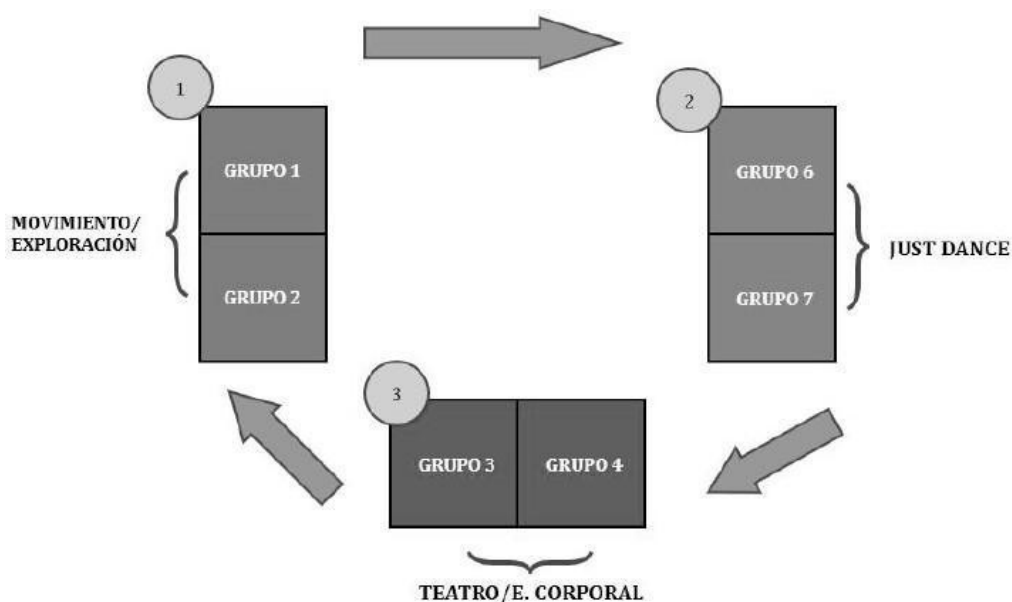 1
GRUPO 1
MOVIMIENTO/
EXPLORACIÓN
GRUPO 2
2
GRUPO 6
GRUPO 7
JUST DANCE
3
GRUPO 3
GRUPO 4
TEATRO/E. CORPORAL